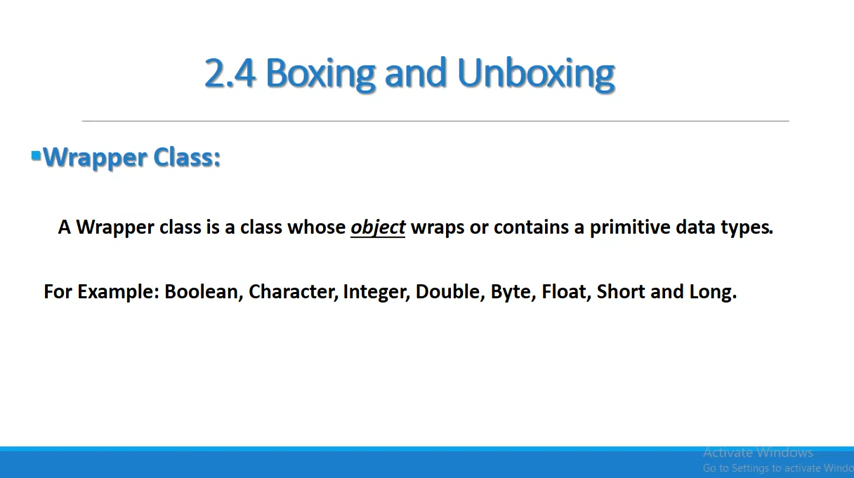 2.4 Boxing and Unboxing
Wrapper Class:
A Wrapper class is a class whose object wraps or contains a primitive data types.
For Example: Boolean, Character, Integer, Double, Byte, Float, Short and Long.
Activate Windows
Go to Settings to activate Windo